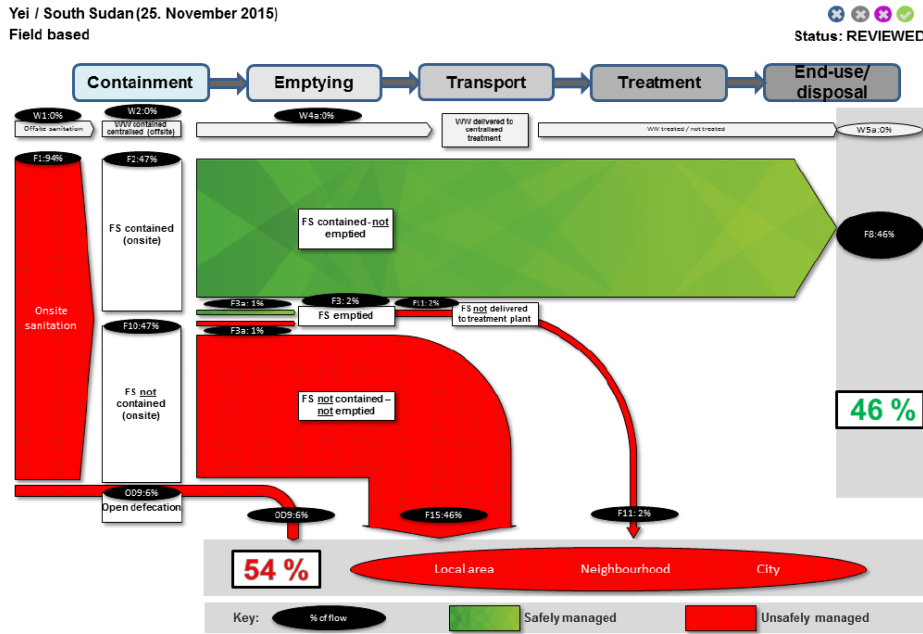 Yei / South Sudan (25. November 2015)
Field based
Status: REVIEWED
Containment
Emptying
Transport
Treatment
End-use/
disposal
W1:0%
W2:0%
W4a:0%
Offsite sanitation
WW contained
centralised (offsite)
WW delivered to
centralised
treatment
WW treated / not treated
W5a:0%
F1:94%
F2:47%
FS contained
(onsite)
FS contained - not
emptied
F8:46%
Onsite
sanitation
F3a: 1%
F3: 2%
F11: 2%
FS emptied
FS not delivered
to treatment plant
F10:47%
F3a: 1%
FS not
contained
(onsite)
FS not contained –
not emptied
46 %
OD9:6%
Open defecation
OD9:6%
F15:46%
F11: 2%
54 %
Local area
Neighbourhood
City
Key:
% of flow
Safely managed
Unsafely managed